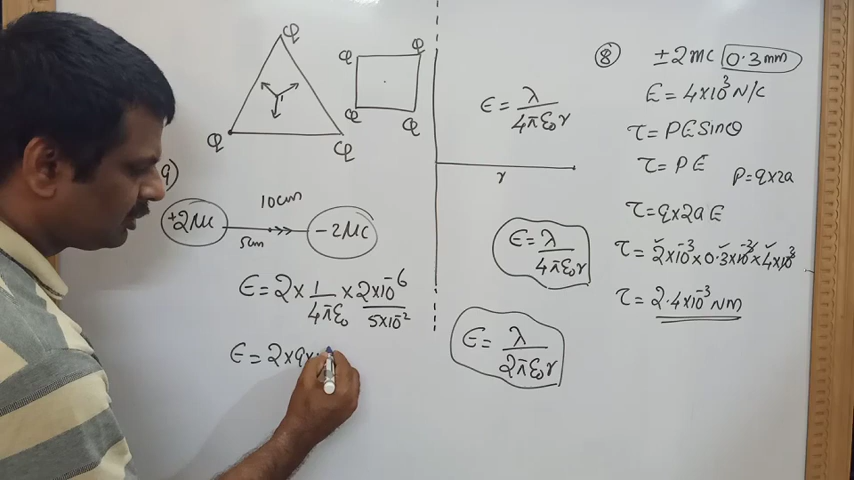 Q
Q
Q
Q
Q
Q
Q
9)
10cm
+2μC
-2μC
5cm
E = 2 × 1/4πε₀ × 2×10⁻⁶/5×10⁻²
E = 2×9×
E = λ/4πε₀r
r
E = λ/4πε₀r
E = λ/2πε₀r
8
±2mc 0.3mm
E = 4×10³ N/C
τ = PE Sinθ
τ = PE
P = q×2a
τ = q×2a E
τ = 2×10⁻³×0.3×10⁻³×4×10³
τ = 2.4×10⁻³ Nm